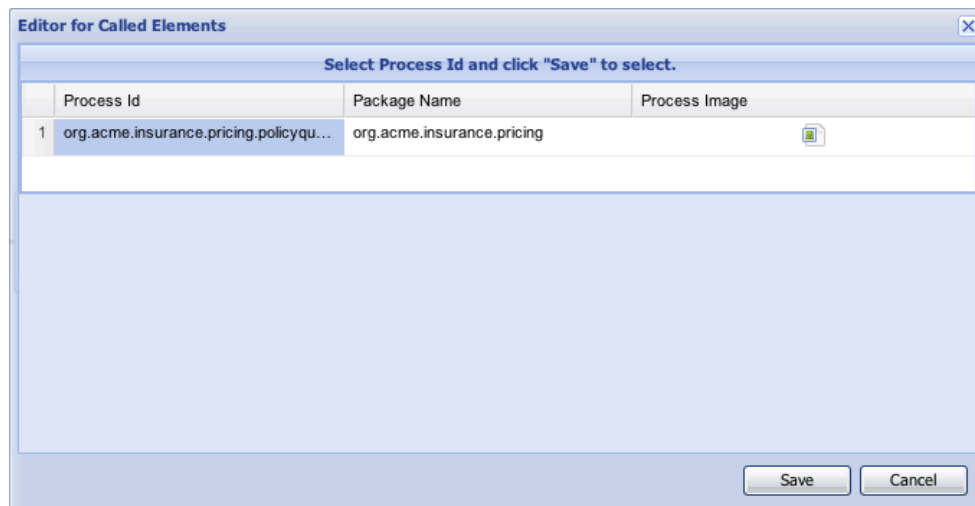 Editor for Called Elements
Select Process Id and click "Save" to select.
Process Id Package Name Process Image
1 org.acme.insurance.pricing.policyqu... org.acme.insurance.pricing
Save Cancel